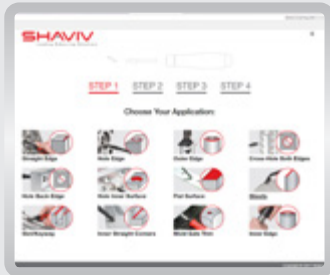 SHAVIV
STEP 1 STEP 2 STEP 3 STEP 4
Choose Your Application:
Straight Edge Hole Edge Outer Edge Cross-Hole Both Edges
Hole Back Edge Hole Inner Surface Flat Surface
Slot/Keyway Inner Straight Corners Inner Edge